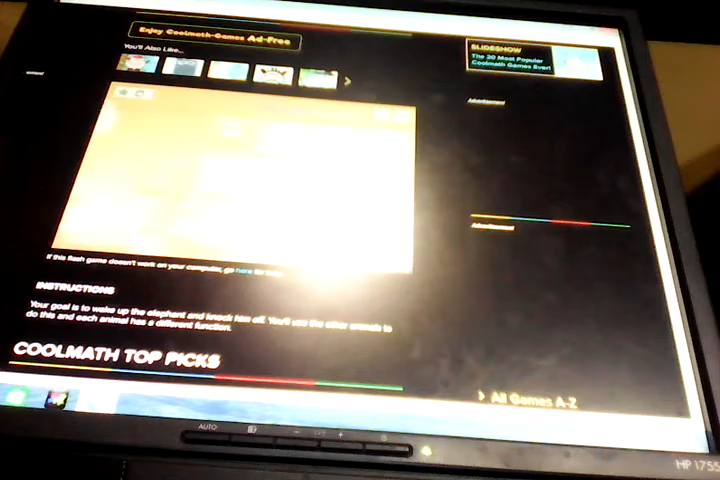 Enjoy Coolmath-Games Ad-Free
You'll Also Like...
SLIDESHOW
The 20 Most Popular
Coolmath Games Ever!
Advertisement
Advertisement
If this flash game doesn't work on your computer, go here for
INSTRUCTIONS
Your goal is to wake up the elephant and knock him off. You'll use the other animals to
do this and each animal has a different function.
COOLMATH TOP PICKS
All Games A-Z
AUTO
HP 1755